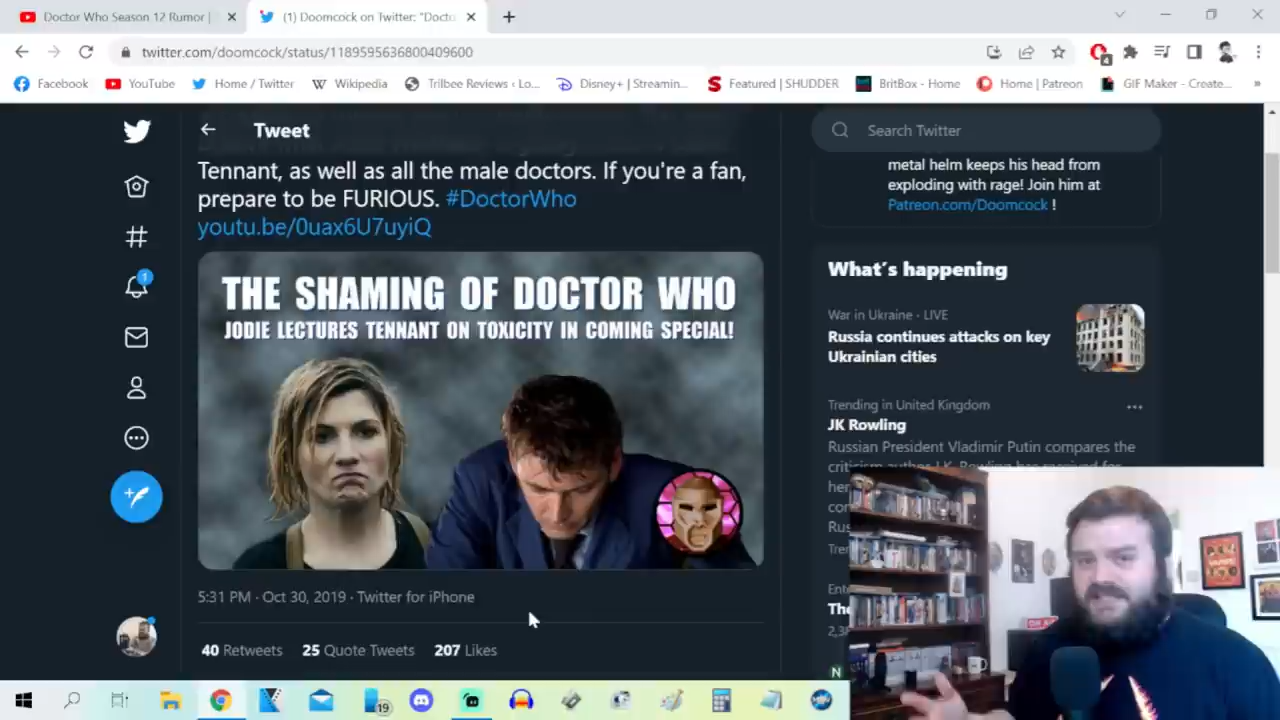 Doctor Who Season 12 Rumor |
(1) Doomcock on Twitter: "Docto
twitter.com/doomcock/status/1189595636800409600
4
Facebook
YouTube
Home / Twitter
Wikipedia
Trilbee Reviews ‹ Lo...
Disney+ | Streamin...
Featured | SHUDDER
BritBox - Home
Home | Patreon
GIF Maker - Create...
»
Tweet
Search Twitter
Tennant, as well as all the male doctors. If you're a fan,
prepare to be FURIOUS. #DoctorWho
youtu.be/0uax6U7uyiQ
THE SHAMING OF DOCTOR WHO
JODIE LECTURES TENNANT ON TOXICITY IN COMING SPECIAL!
5:31 PM · Oct 30, 2019 · Twitter for iPhone
40 Retweets 25 Quote Tweets 207 Likes
metal helm keeps his head from
exploding with rage! Join him at
Patreon.com/Doomcock !
What's happening
War in Ukraine · LIVE
Russia continues attacks on key
Ukrainian cities
Trending in United Kingdom
JK Rowling
Russian President Vladimir Putin compares the
1
19